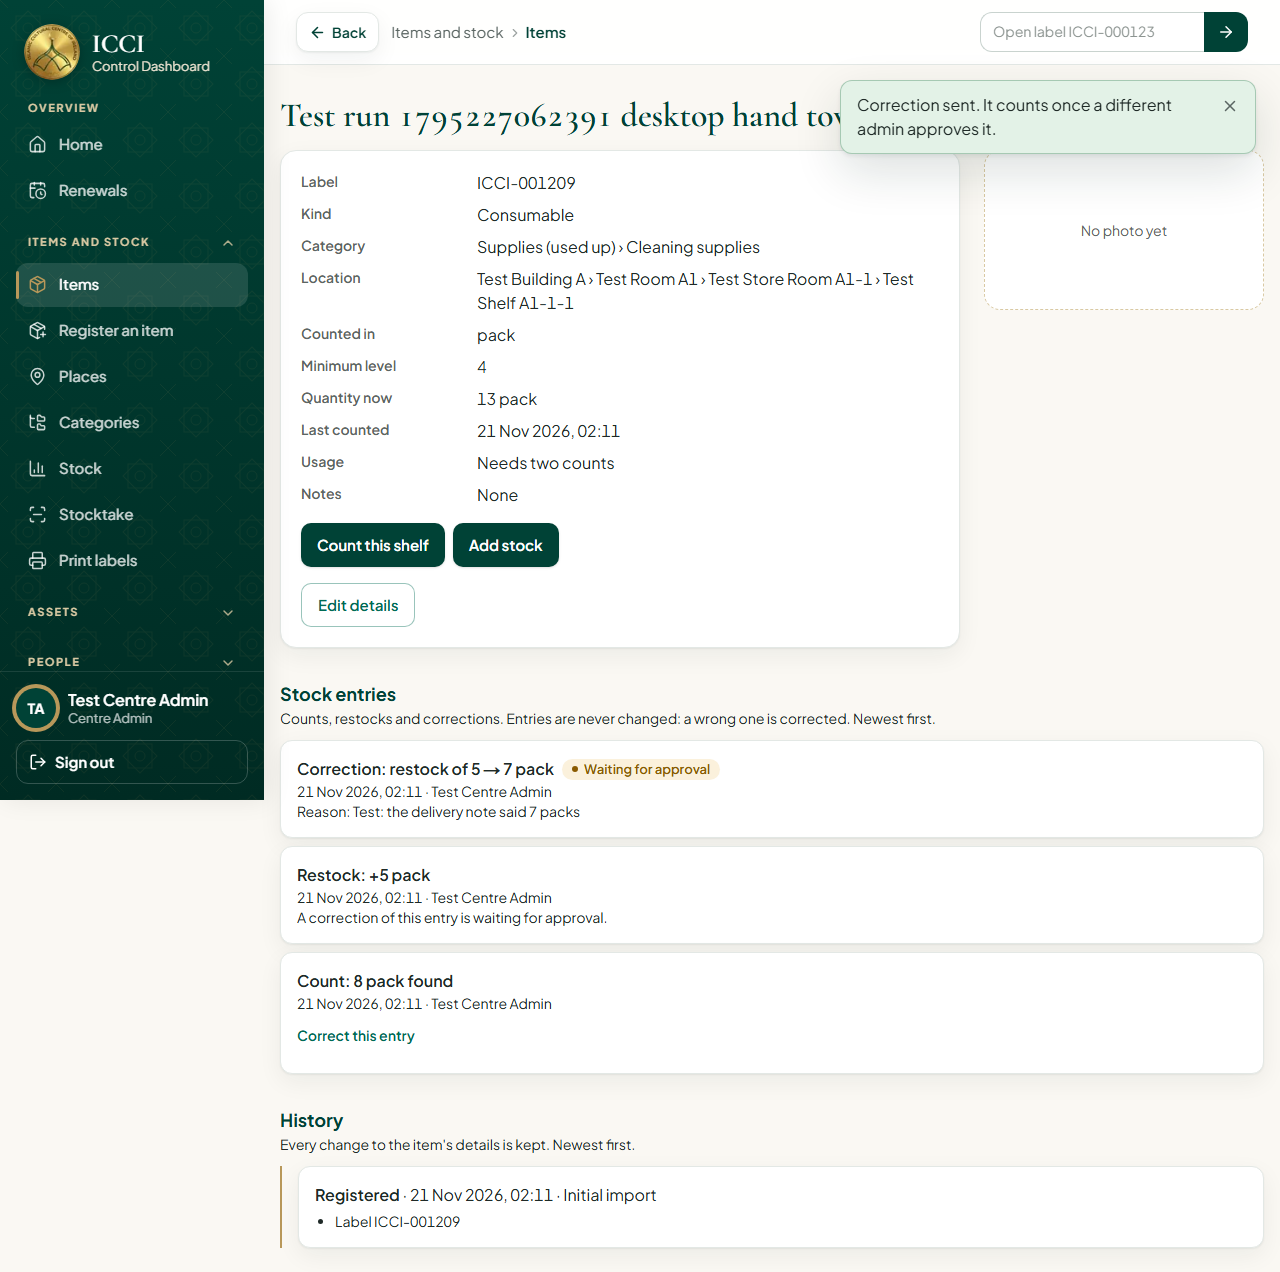 ICCI
Control Dashboard
OVERVIEW
Home
Renewals
ITEMS AND STOCK
Items
Register an item
Places
Categories
Stock
Stocktake
Print labels
ASSETS
PEOPLE
TA
Test Centre Admin
Centre Admin
Sign out
Back
Items and stock › Items
Open label ICCI-000123
Correction sent. It counts once a different
admin approves it.
Test run 1795227062391 desktop hand
Label ICCI-001209
Kind Consumable
Category Supplies (used up) › Cleaning supplies
Location Test Building A › Test Room A1 › Test Store Room A1-1 › Test
Shelf A1-1-1
Counted in pack
Minimum level 4
Quantity now 13 pack
Last counted 21 Nov 2026, 02:11
Usage Needs two counts
Notes None
Count this shelf
Add stock
Edit details
No photo yet
Stock entries
Counts, restocks and corrections. Entries are never changed: a wrong one is corrected. Newest first.
Correction: restock of 5 → 7 pack • Waiting for approval
21 Nov 2026, 02:11 · Test Centre Admin
Reason: Test: the delivery note said 7 packs
Restock: +5 pack
21 Nov 2026, 02:11 · Test Centre Admin
A correction of this entry is waiting for approval.
Count: 8 pack found
21 Nov 2026, 02:11 · Test Centre Admin
Correct this entry
History
Every change to the item's details is kept. Newest first.
Registered · 21 Nov 2026, 02:11 · Initial import
• Label ICCI-001209